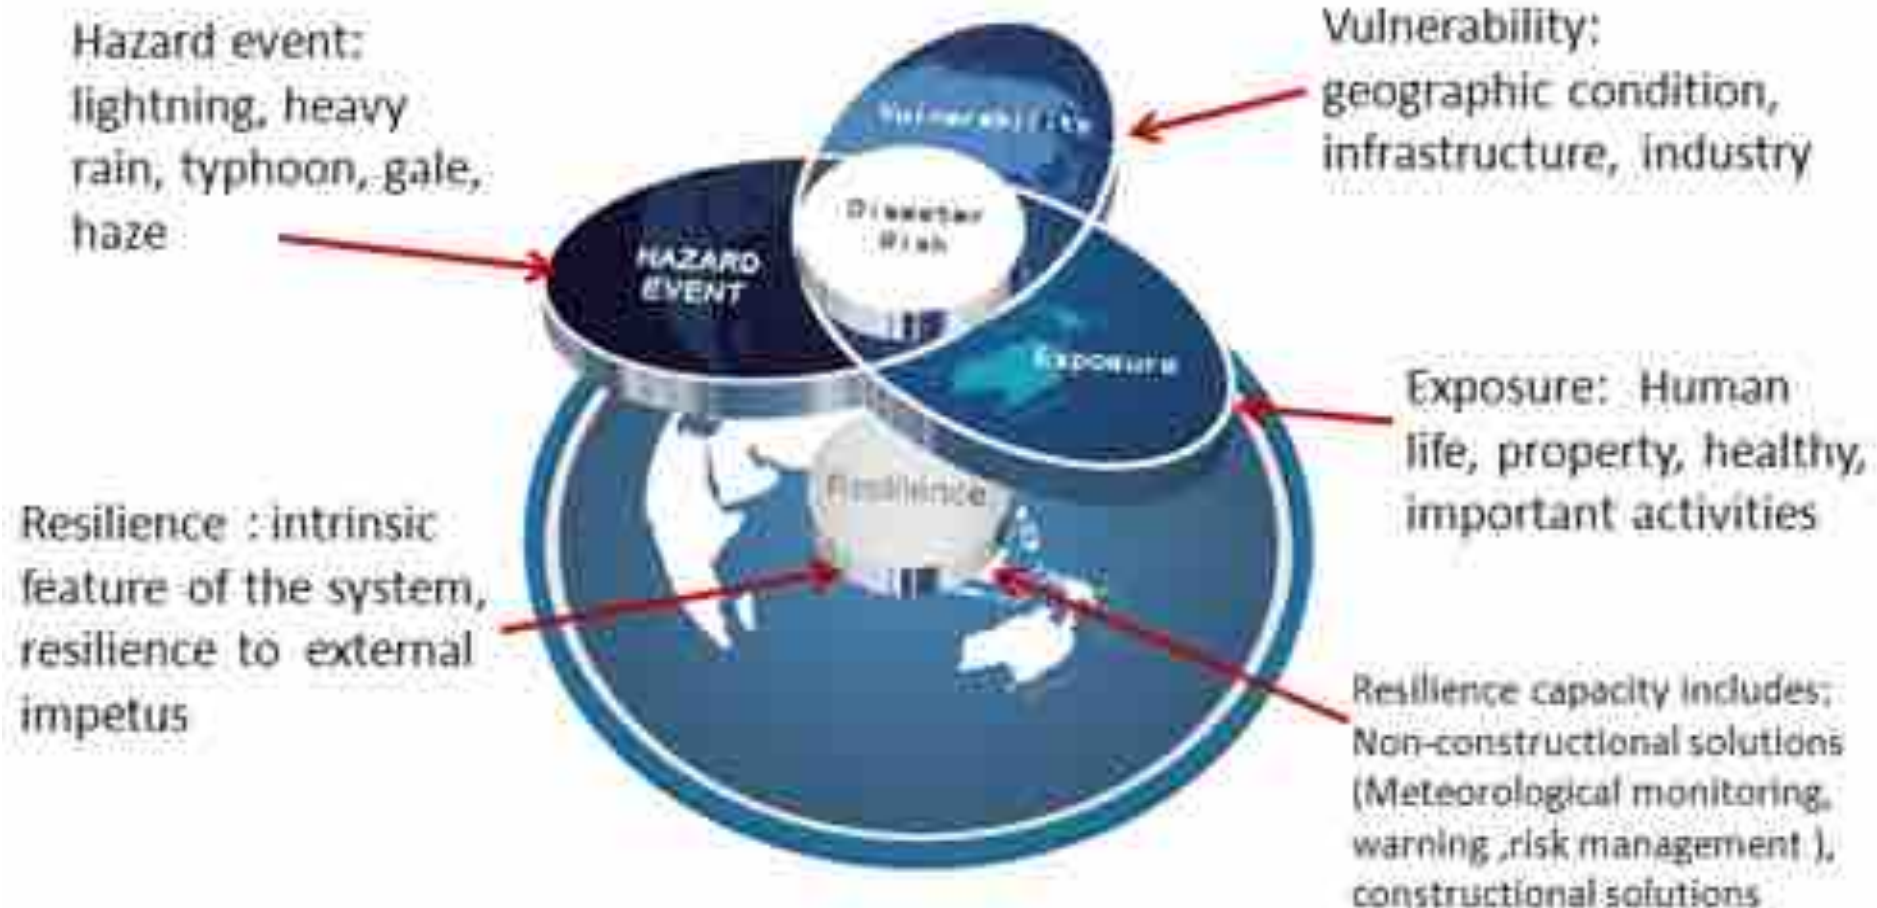 Hazard event:
lightning, heavy
rain, typhoon, gale,
haze
Vulnerability:
geographic condition,
infrastructure, industry
Vulnerability
Disaster
Risk
HAZARD
EVENT
Exposure
Exposure: Human
life, property, healthy,
important activities
Resilience
Resilience : intrinsic
feature of the system,
resilience to external
impetus
Resilience capacity includes:
Non-constructional solutions
(Meteorological monitoring,
warning ,risk management ),
constructional solutions